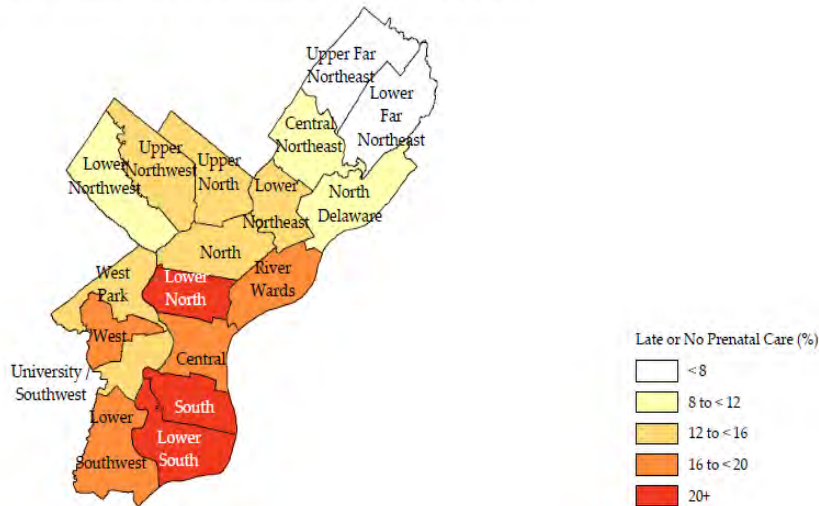 Upper Far
Northeast
Lower
Far
Northeast
Central
Northeast
Lower
Northwest
Upper
Northwest
Upper
North
Lower
Northeast
North
Delaware
North
West
Park
Lower
North
River
Wards
West
Central
University /
Southwest
South
Lower
Southwest
Lower
South
Late or No Prenatal Care (%)
< 8
8 to < 12
12 to < 16
16 to < 20
20+